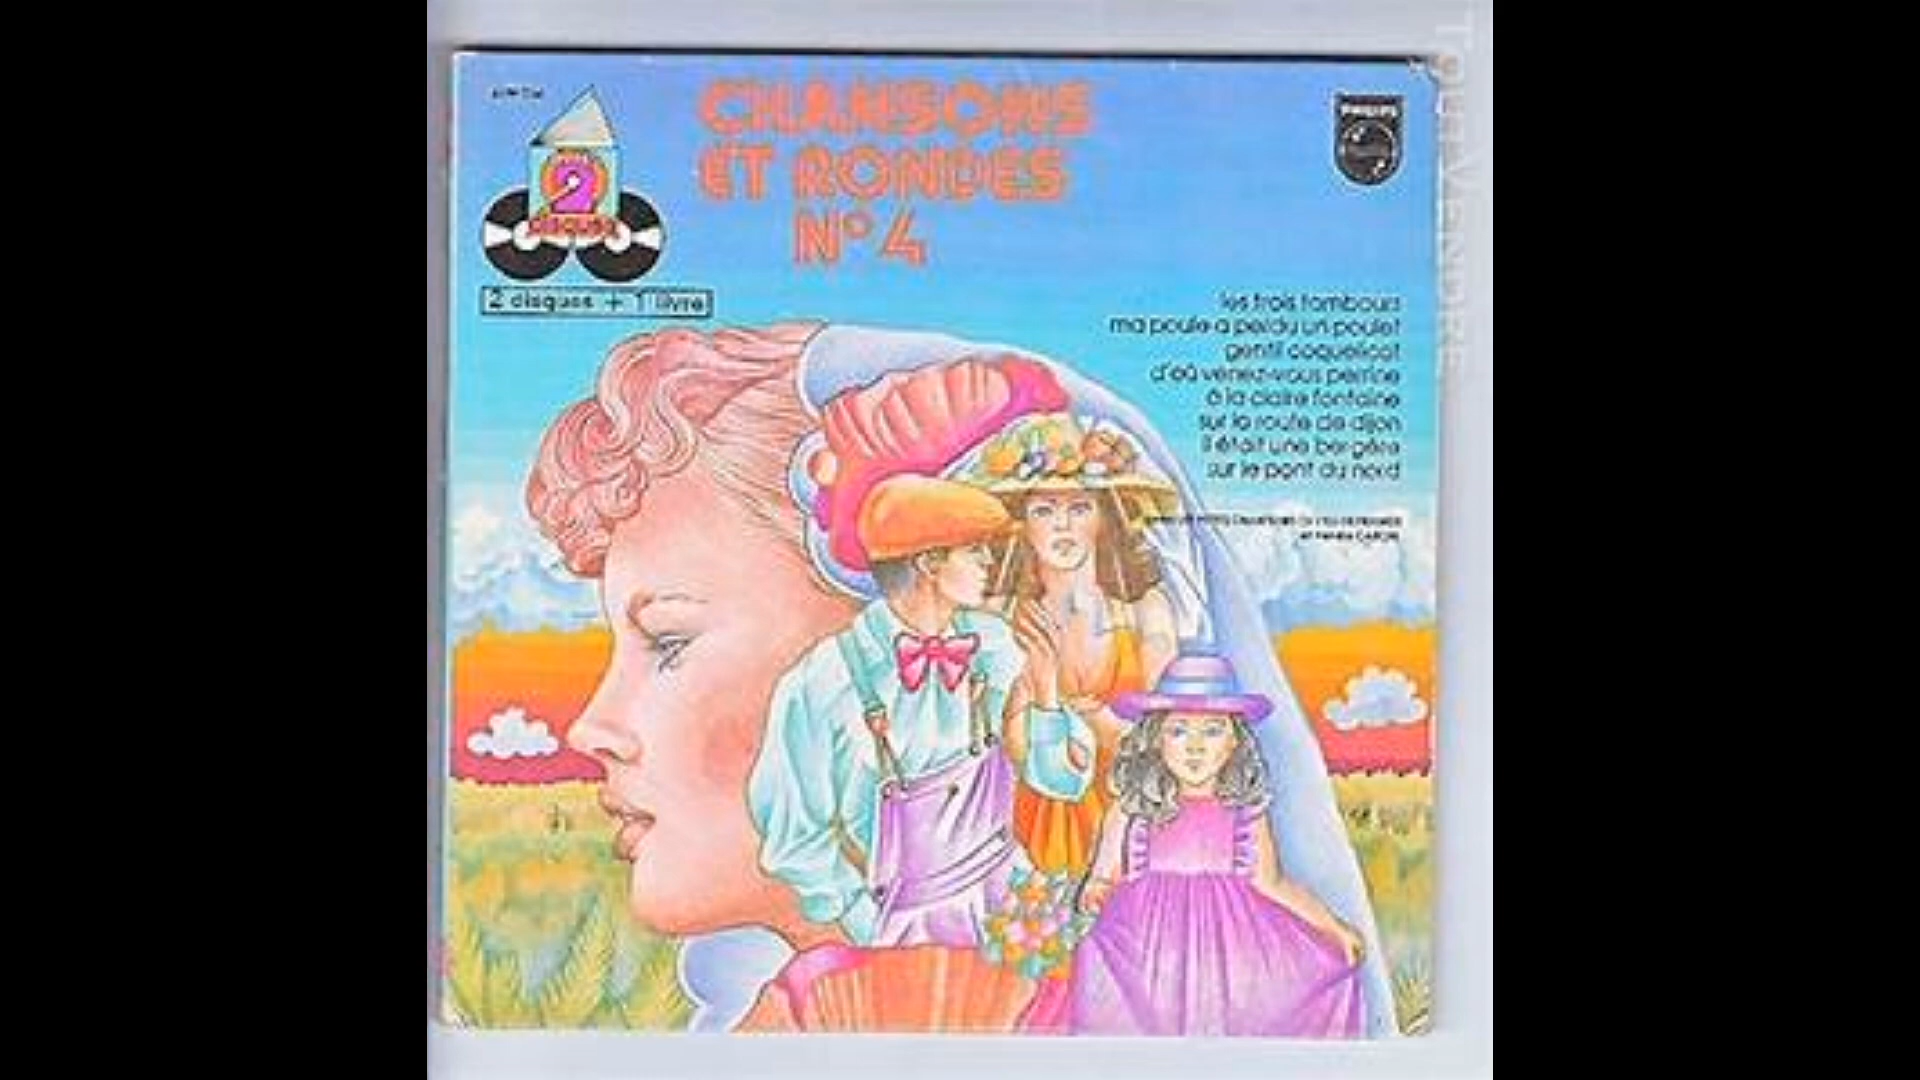 CHANSONS
ET RONDES
N° 4
PHILIPS
2
DISQUES
2 disques + 1 livre
les trois tambours
ma poule a perdu un poulet
gentil coquelicot
d'où venez-vous perrine
à la claire fontaine
sur la route de dijon
il était une bergère
sur le pont du nord